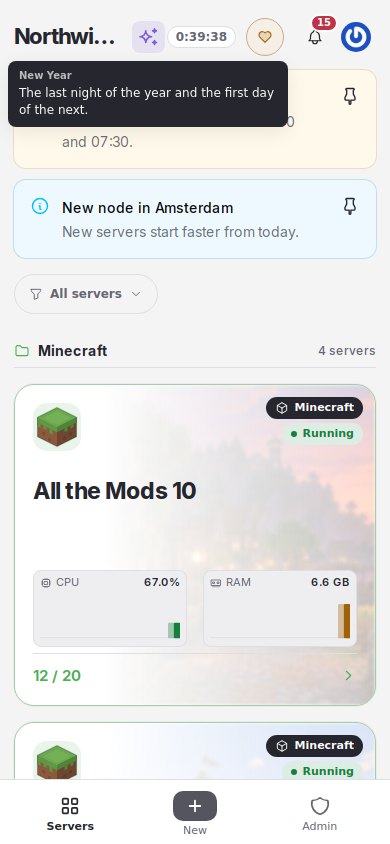 Northwi...
0:39:38
15
New Year
The last night of the year and the first day
of the next.
and 07:30.
New node in Amsterdam
New servers start faster from today.
All servers
Minecraft
4 servers
Minecraft
Running
All the Mods 10
CPU
67.0%
RAM
6.6 GB
12 / 20
Minecraft
Running
Servers
New
Admin